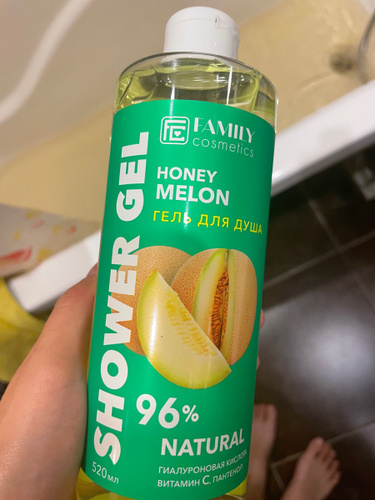 FAMILY
cosmetics
HONEY
MELON
ГЕЛЬ ДЛЯ ДУША
SHOWER GEL
96%
NATURAL
ГИАЛУРОНОВАЯ КИСЛОТА
ВИТАМИН С, ПАНТЕНОЛ
520 мл